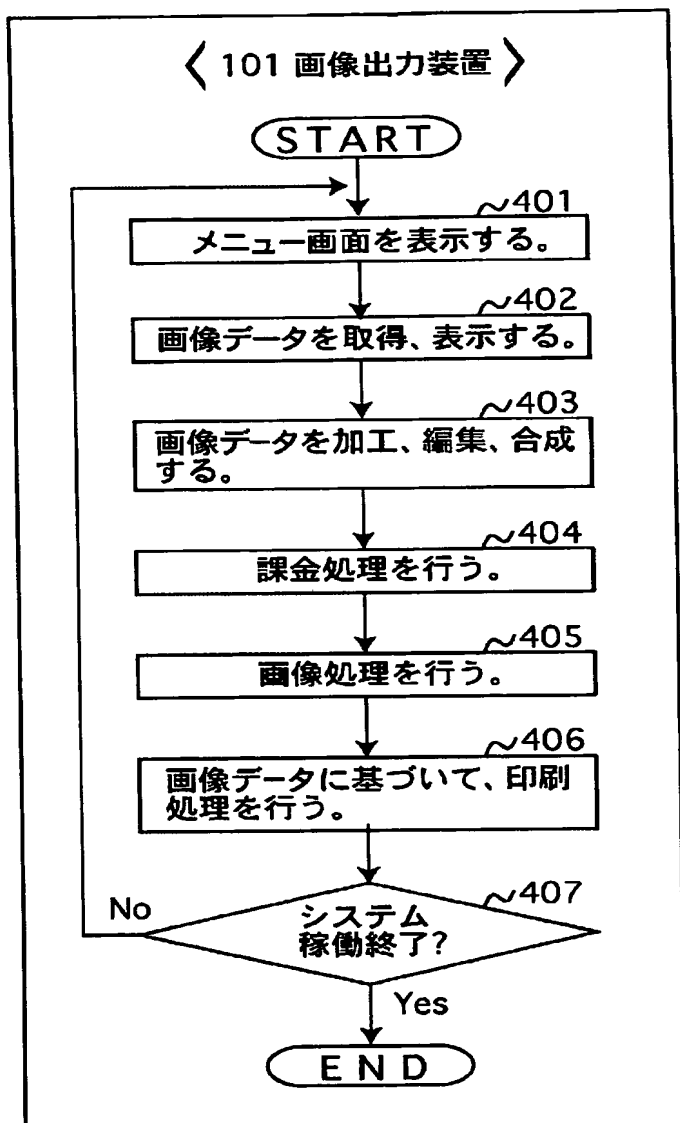 〈 101 画像出力装置 〉
START
401
メニュー画面を表示する。
402
画像データを取得、表示する。
403
画像データを加工、編集、合成
する。
404
課金処理を行う。
405
画像処理を行う。
406
画像データに基づいて、印刷
処理を行う。
407
No
システム
稼働終了?
Yes
END